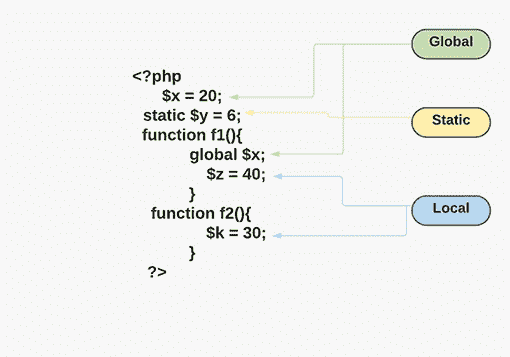 Global
<?php
$x = 20;
static $y = 6;
Static
function f1(){
global $x;
$z = 40;
}
function f2(){
Local
$k = 30;
}
?>